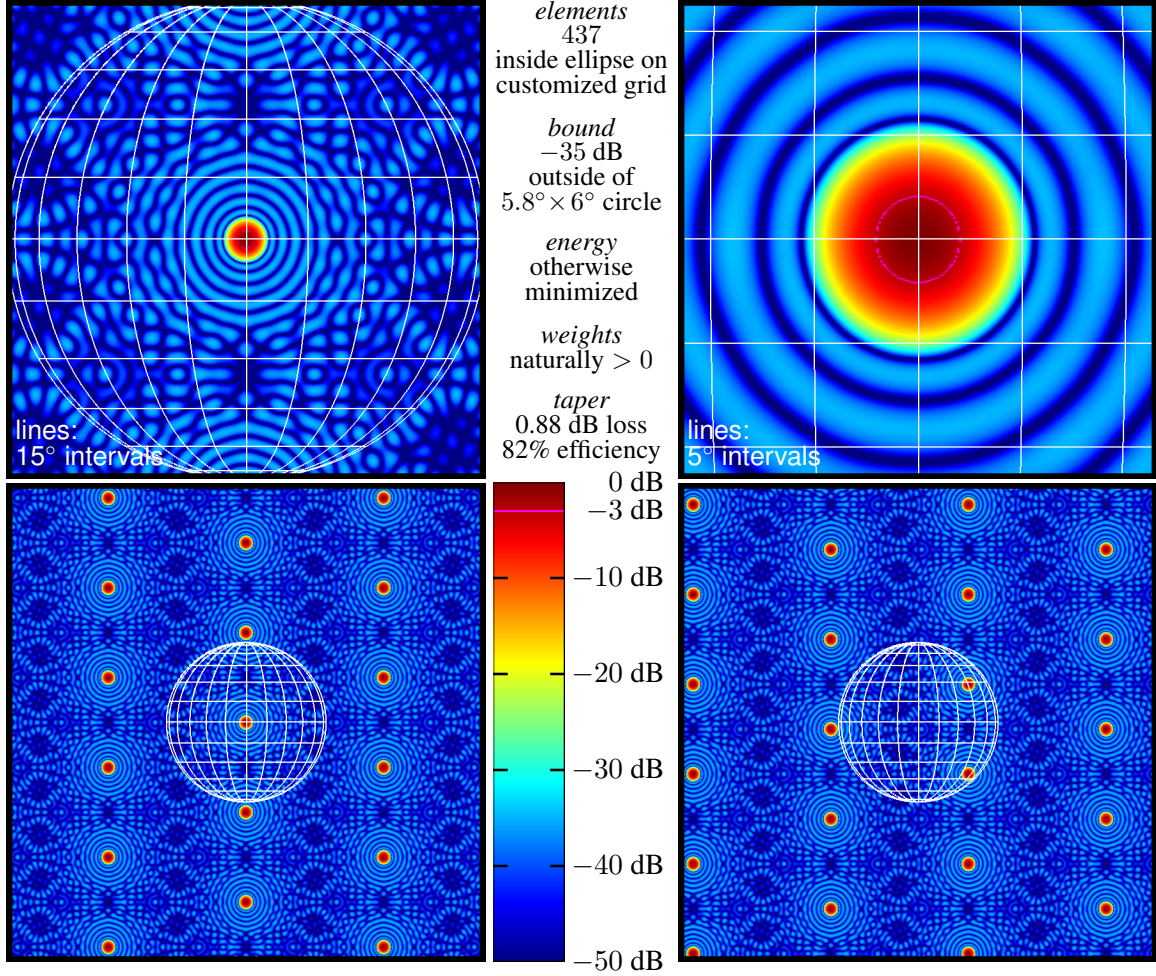 elements
437
inside ellipse on
customized grid
bound
−35 dB
outside of
5.8°×6° circle
energy
otherwise
minimized
weights
naturally > 0
taper
0.88 dB loss
82% efficiency
lines:
15° intervals
lines:
5° intervals
0 dB
−3 dB
−10 dB
−20 dB
−30 dB
−40 dB
−50 dB